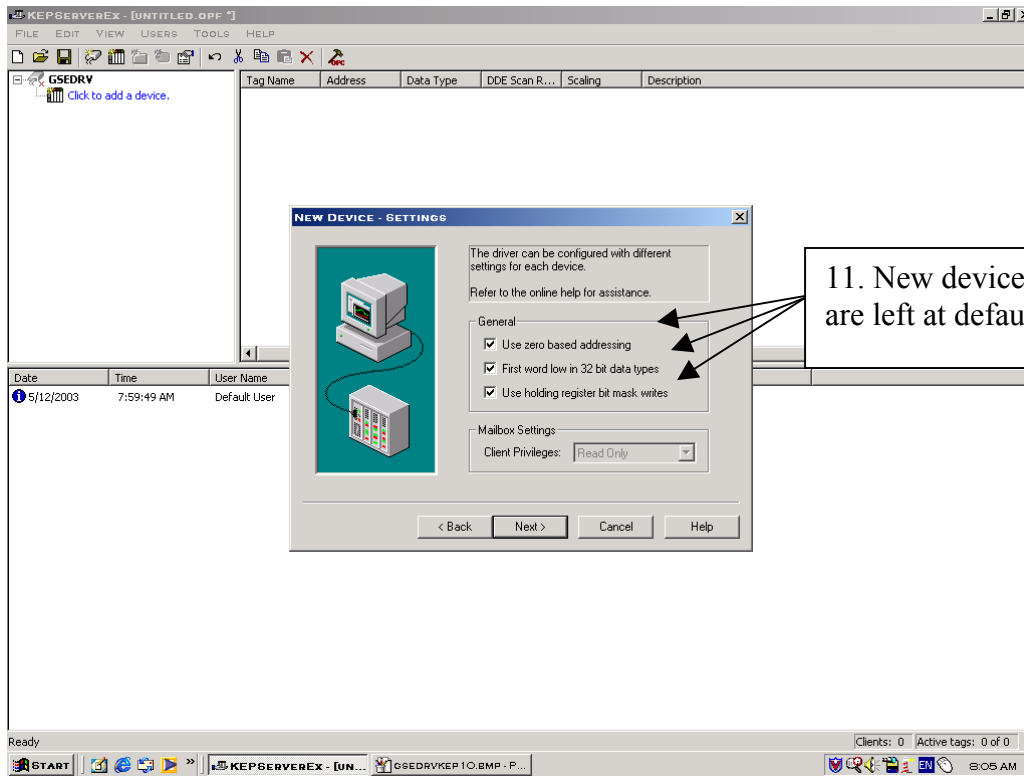 KEPSERVEREX - [UNTITLED.OPF *]
FILE EDIT VIEW USERS TOOLS HELP
GSEDRV
Click to add a device.
Tag Name Address Data Type DDE Scan R... Scaling Description
NEW DEVICE - SETTINGS
The driver can be configured with different
settings for each device.
Refer to the online help for assistance.
General
Use zero based addressing
First word low in 32 bit data types
Use holding register bit mask writes
Mailbox Settings
Client Privileges: Read Only
< Back Next > Cancel Help
11. New device
are left at defau
Date Time User Name
5/12/2003 7:59:49 AM Default User
Ready
Clients: 0 Active tags: 0 of 0
START » KEPSERVEREX - [UN... GSEDRVKEP10.BMP - P... EN 8:05 AM